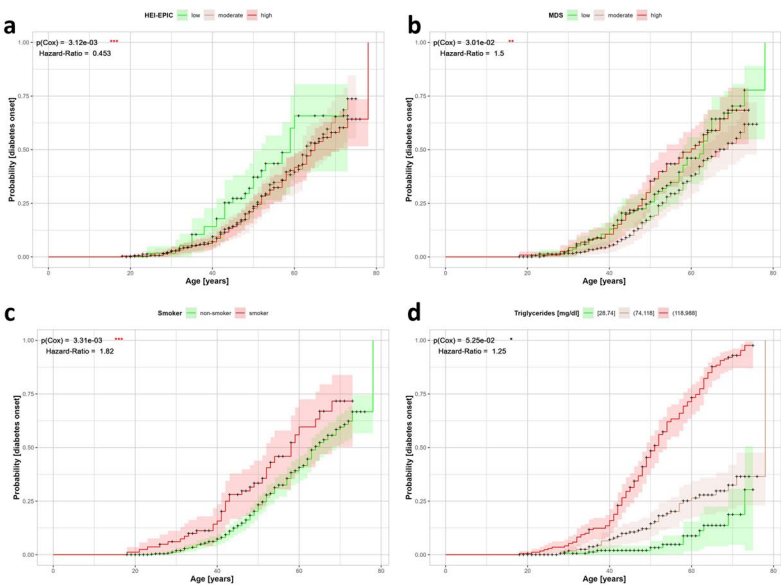 a
HEI-EPIC low moderate high
p(Cox) = 3.12e-03 ***
Hazard-Ratio = 0.453
1.00
0.75
0.50
0.25
0.00
Probability [diabetes onset]
0 20 40 60 80
Age [years]
b
MDS low moderate high
p(Cox) = 3.01e-02 **
Hazard-Ratio = 1.5
1.00
0.75
0.50
0.25
0.00
Probability [diabetes onset]
0 20 40 60 80
Age [years]
c
Smoker non-smoker smoker
p(Cox) = 3.31e-03 ***
Hazard-Ratio = 1.82
1.00
0.75
0.50
0.25
0.00
Probability [diabetes onset]
0 20 40 60 80
Age [years]
d
Triglycerides [mg/dl] [28,74] (74,118] (118,988]
p(Cox) = 5.25e-02 *
Hazard-Ratio = 1.25
1.00
0.75
0.50
0.25
0.00
Probability [diabetes onset]
0 20 40 60 80
Age [years]